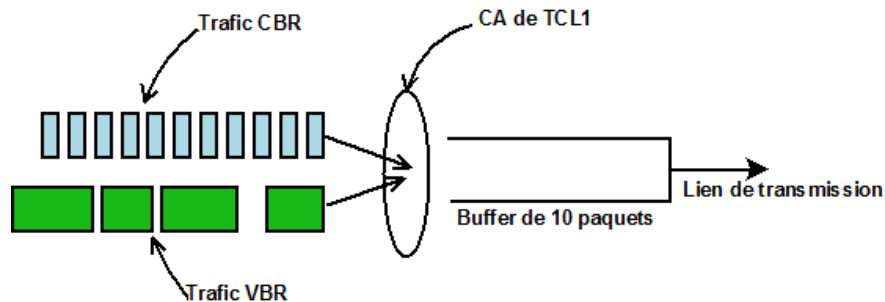 Trafic CBR
CA de TCL1
Lien de transmission
Buffer de 10 paquets
Trafic VBR